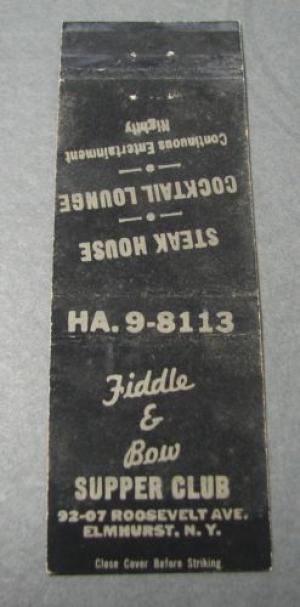 STEAK HOUSE
COCKTAIL LOUNGE
Continuous Entertainment
Nightly
HA. 9-8113
Fiddle
&
Bow
SUPPER CLUB
92-07 ROOSEVELT AVE.
ELMHURST, N. Y.
Close Cover Before Striking